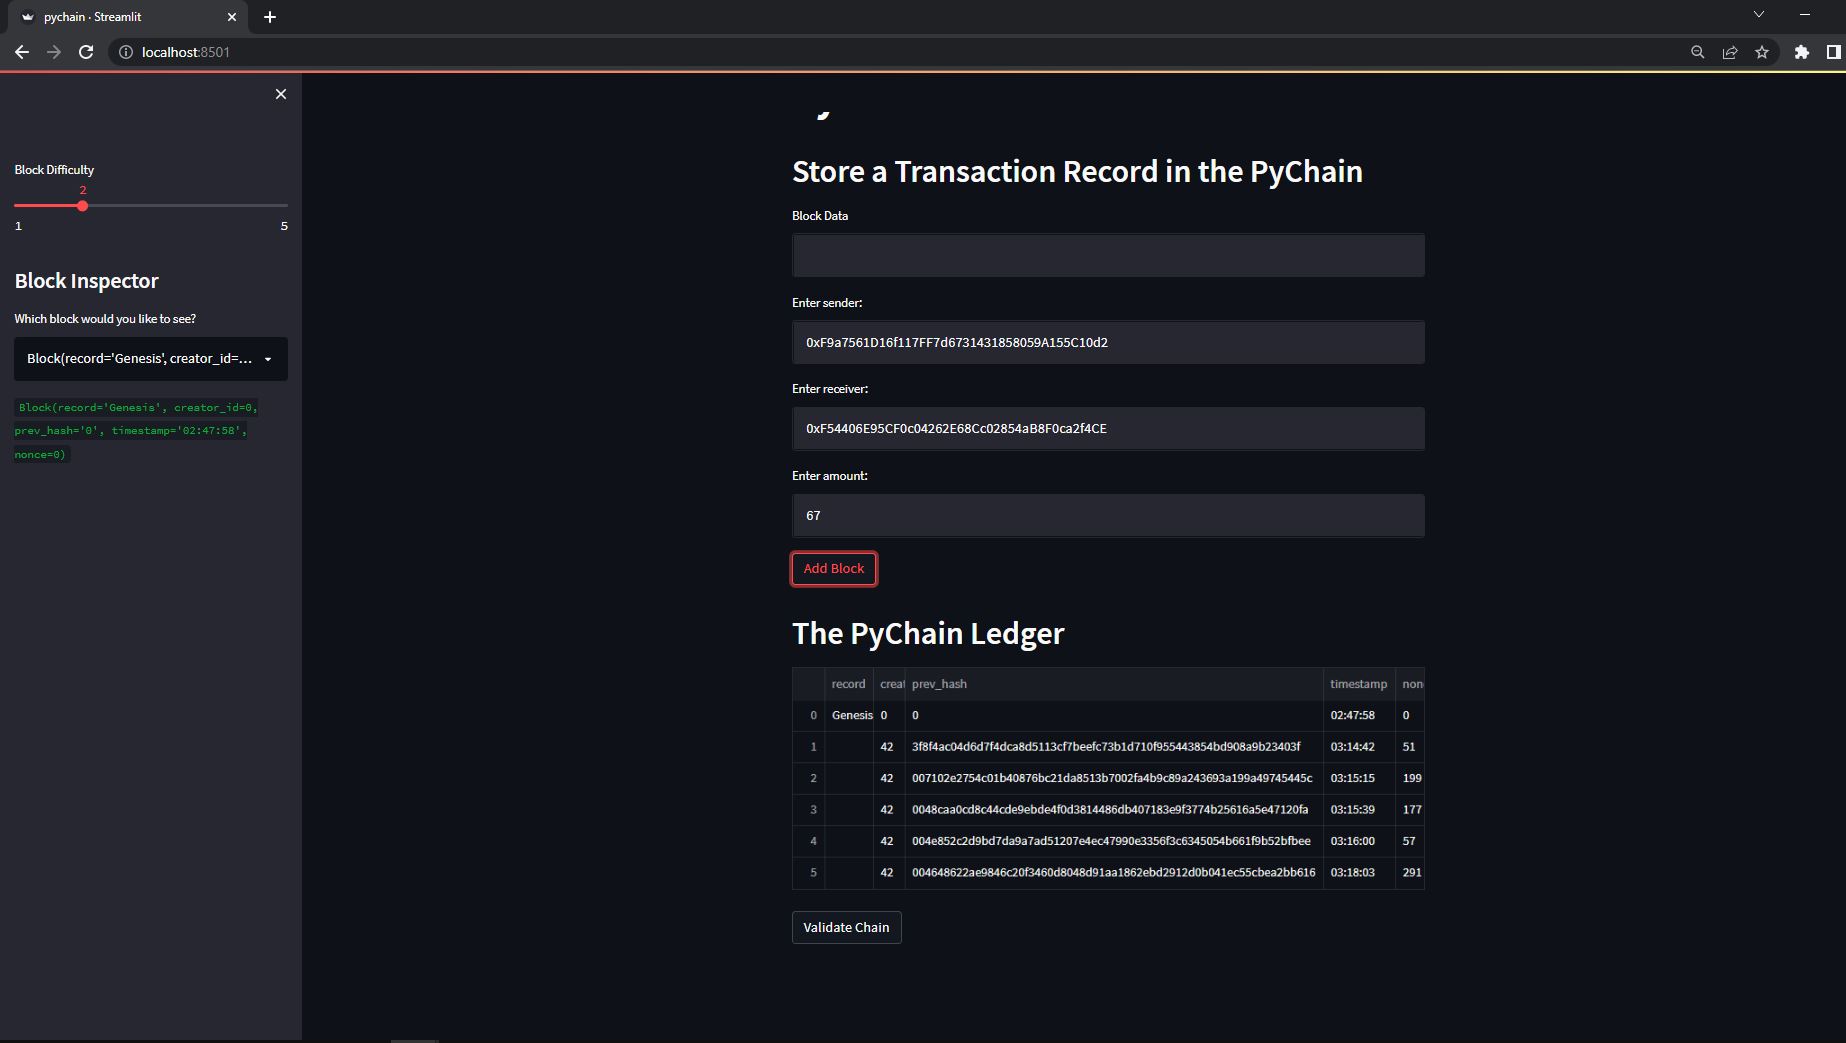 pychain · Streamlit
localhost:8501
Block Difficulty
2
1 5
Block Inspector
Which block would you like to see?
Block(record='Genesis', creator_id=...
Block(record='Genesis', creator_id=0,
prev_hash='0', timestamp='02:47:58',
nonce=0)
Store a Transaction Record in the PyChain
Block Data
Enter sender:
0xF9a7561D16f117FF7d6731431858059A155C10d2
Enter receiver:
0xF54406E95CF0c04262E68Cc02854aB8F0ca2f4CE
Enter amount:
67
Add Block
The PyChain Ledger
record creat prev_hash timestamp non
0 Genesis 0 0 02:47:58 0
1 42 3f8f4ac04d6d7f4dca8d5113cf7beefc73b1d710f955443854bd908a9b23403f 03:14:42 51
2 42 007102e2754c01b40876bc21da8513b7002fa4b9c89a243693a199a49745445c 03:15:15 199
3 42 0048caa0cd8c44cde9ebde4f0d3814486db407183e9f3774b25616a5e47120fa 03:15:39 177
4 42 004e852c2d9bd7da9a7ad51207e4ec47990e3356f3c6345054b661f9b52bfbee 03:16:00 57
5 42 004648622ae9846c20f3460d8048d91aa1862ebd2912d0b041ec55cbea2bb616 03:18:03 291
Validate Chain